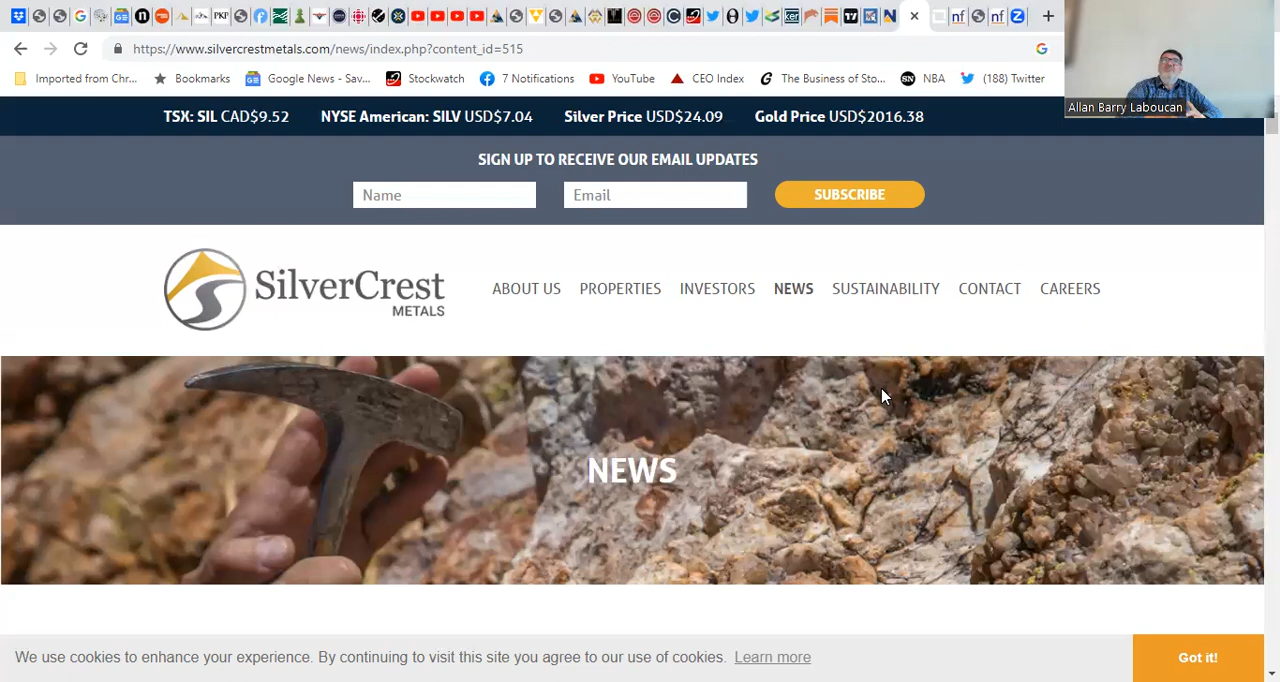 https://www.silvercrestmetals.com/news/index.php?content_id=515
Imported from Chr... Bookmarks Google News - Sav... Stockwatch 7 Notifications YouTube CEO Index The Business of Sto... NBA (188) Twitter
Allan Barry Laboucan
TSX: SIL CAD$9.52 NYSE American: SILV USD$7.04 Silver Price USD$24.09 Gold Price USD$2016.38
SIGN UP TO RECEIVE OUR EMAIL UPDATES
Name Email SUBSCRIBE
SilverCrest
METALS
ABOUT US PROPERTIES INVESTORS NEWS SUSTAINABILITY CONTACT CAREERS
NEWS
We use cookies to enhance your experience. By continuing to visit this site you agree to our use of cookies. Learn more Got it!